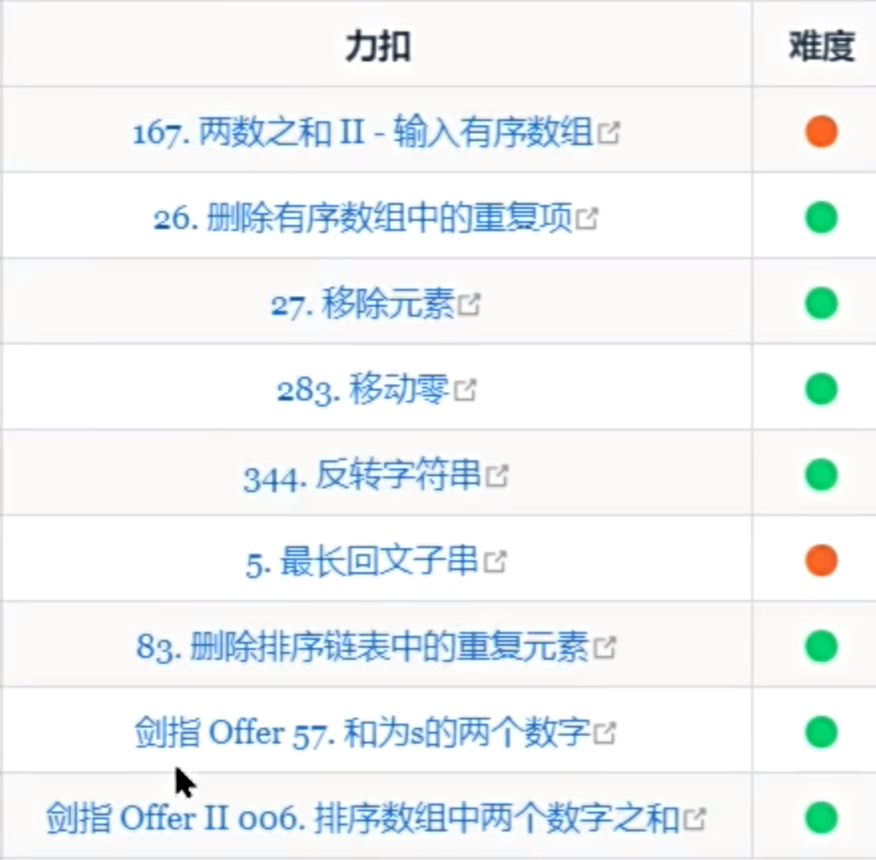 力扣 难度
167. 两数之和 II - 输入有序数组
26. 删除有序数组中的重复项
27. 移除元素
283. 移动零
344. 反转字符串
5. 最长回文子串
83. 删除排序链表中的重复元素
剑指 Offer 57. 和为s的两个数字
剑指 Offer II 006. 排序数组中两个数字之和